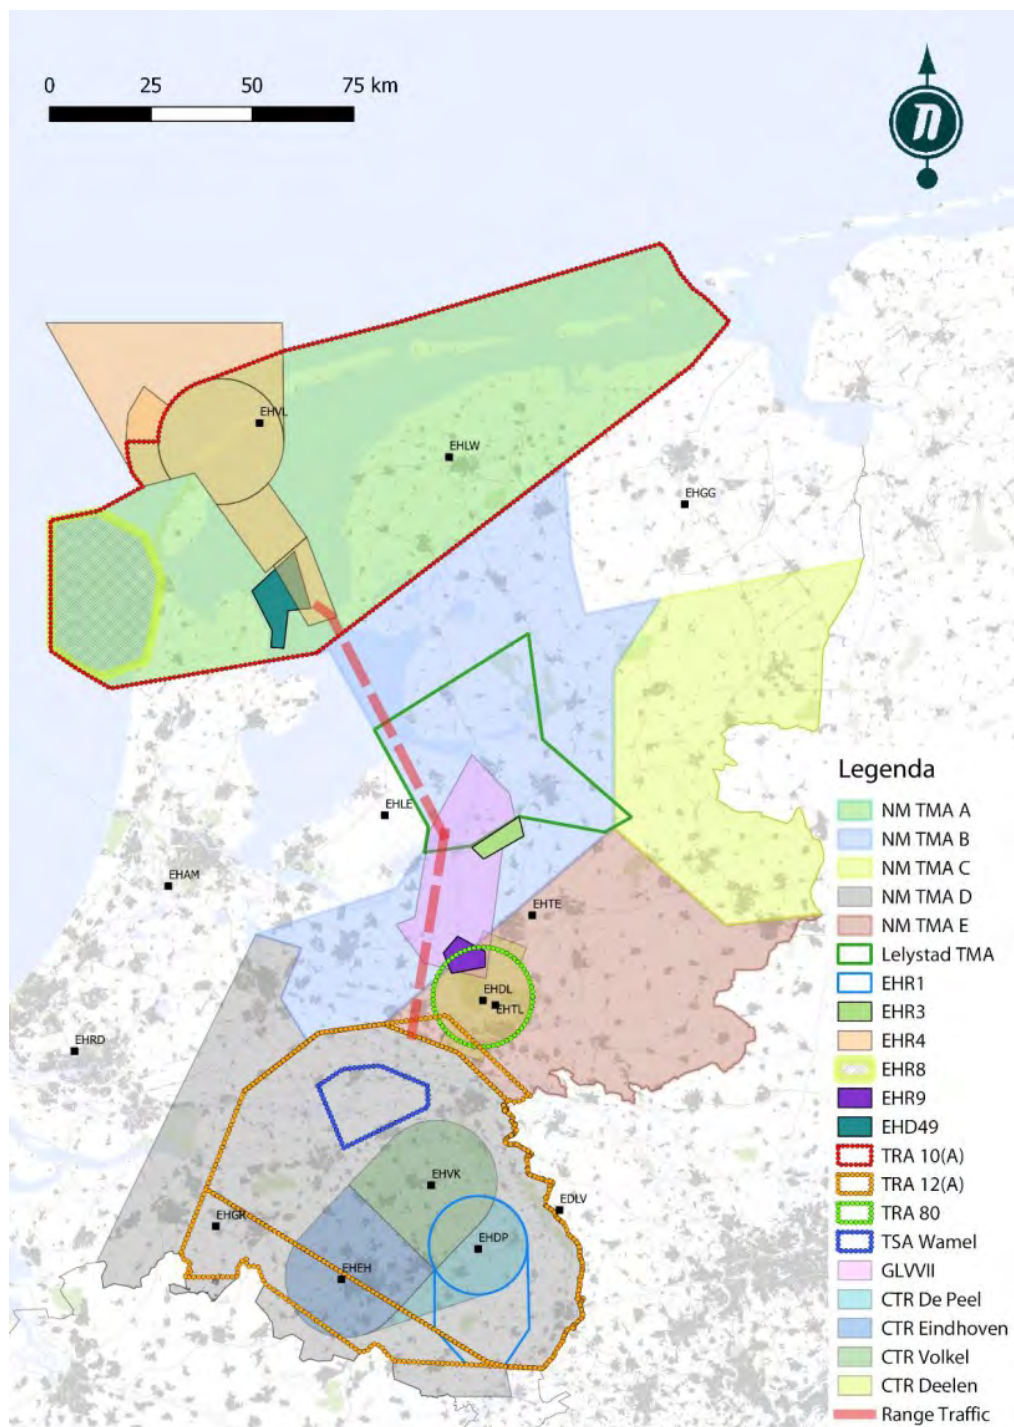 0 25 50 75 km
n
EHVL
EHLW
EHGG
EHLE
EHAM
EHTE
EHDL
EHTL
EHRD
EHVK
EDLV
EHGR
EHDP
EHEH
Legenda
NM TMA A
NM TMA B
NM TMA C
NM TMA D
NM TMA E
Lelystad TMA
EHR1
EHR3
EHR4
EHR8
EHR9
EHD49
TRA 10(A)
TRA 12(A)
TRA 80
TSA Wamel
GLVVII
CTR De Peel
CTR Eindhoven
CTR Volkel
CTR Deelen
Range Traffic